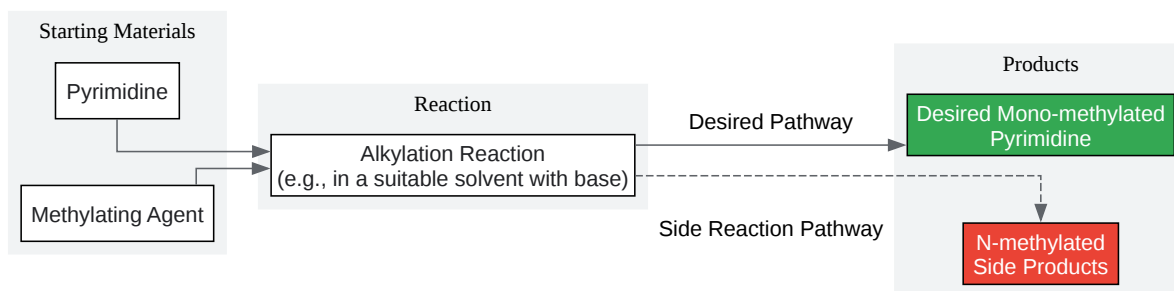 Starting Materials
Pyrimidine
Methylating Agent
Reaction
Alkylation Reaction
(e.g., in a suitable solvent with base)
Desired Pathway
Side Reaction Pathway
Products
Desired Mono-methylated
Pyrimidine
N-methylated
Side Products